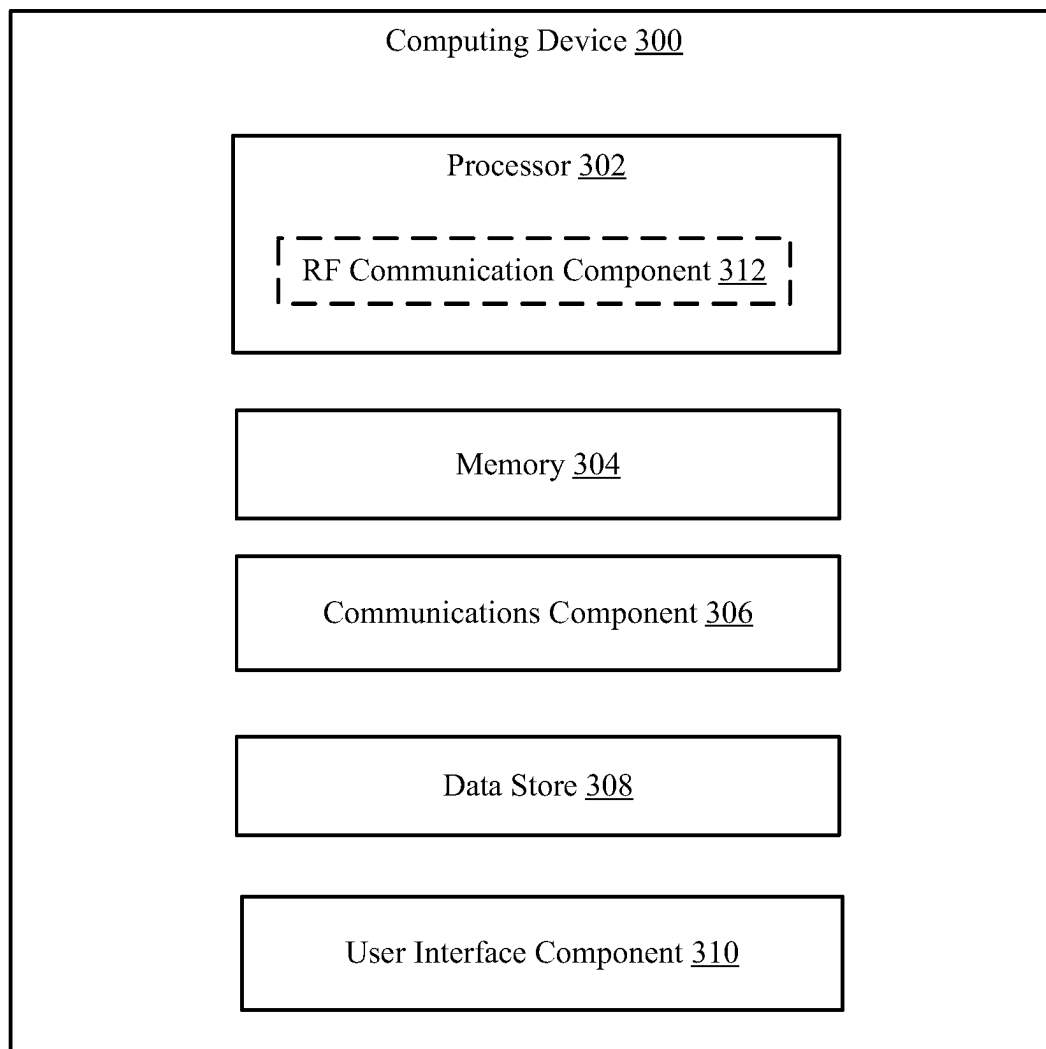 Computing Device 300
Processor 302
RF Communication Component 312
Memory 304
Communications Component 306
Data Store 308
User Interface Component 310